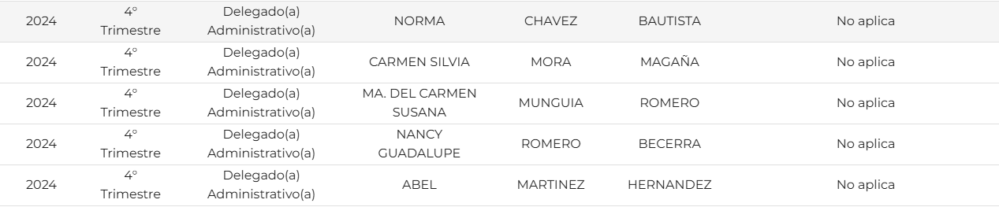 2024 4° Trimestre Delegado(a) Administrativo(a) NORMA CHAVEZ BAUTISTA No aplica
2024 4° Trimestre Delegado(a) Administrativo(a) CARMEN SILVIA MORA MAGAÑA No aplica
2024 4° Trimestre Delegado(a) Administrativo(a) MA. DEL CARMEN SUSANA MUNGUIA ROMERO No aplica
2024 4° Trimestre Delegado(a) Administrativo(a) NANCY GUADALUPE ROMERO BECERRA No aplica
2024 4° Trimestre Delegado(a) Administrativo(a) ABEL MARTINEZ HERNANDEZ No aplica